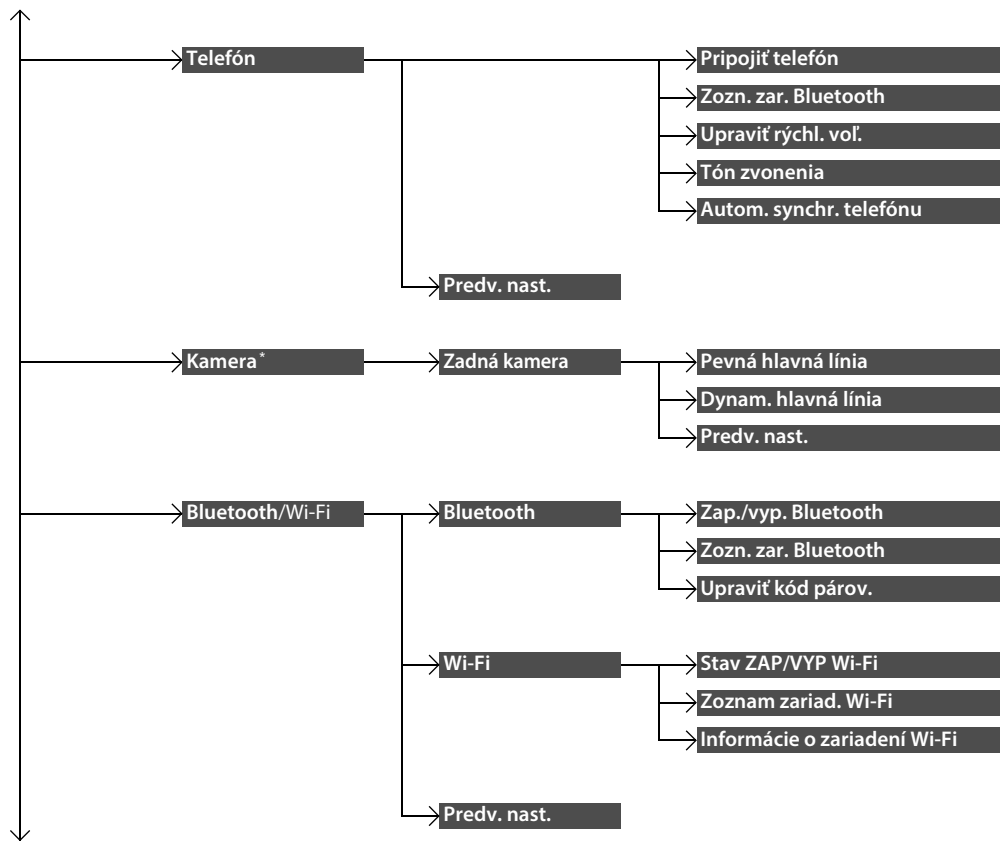 Telefón
Pripojiť telefón
Zozn. zar. Bluetooth
Upraviť rýchl. voľ.
Tón zvonenia
Autom. synchr. telefónu
Predv. nast.
Kamera*
Zadná kamera
Pevná hlavná línia
Dynam. hlavná línia
Predv. nast.
Bluetooth/Wi-Fi
Bluetooth
Zap./vyp. Bluetooth
Zozn. zar. Bluetooth
Upraviť kód párov.
Wi-Fi
Stav ZAP/VYP Wi-Fi
Zoznam zariad. Wi-Fi
Informácie o zariadení Wi-Fi
Predv. nast.